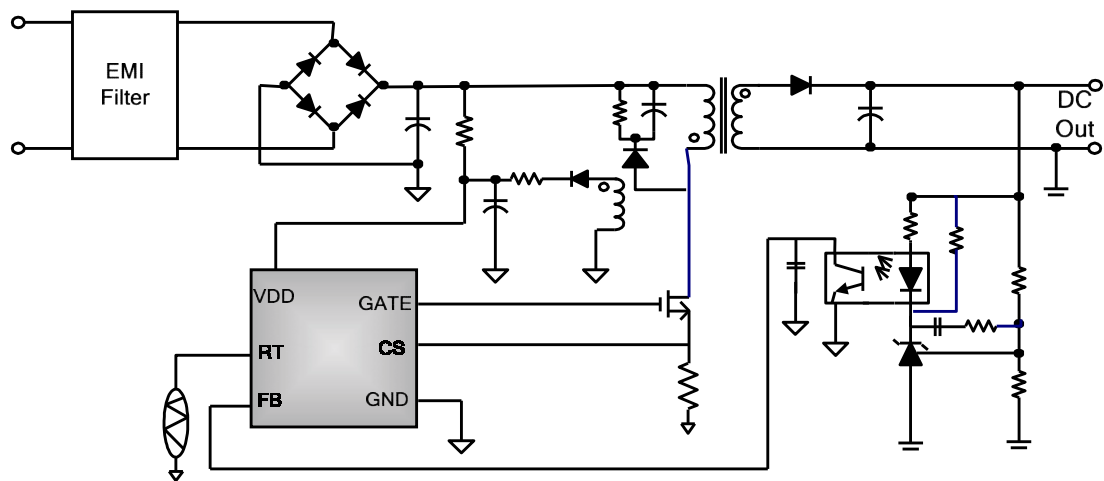 EMI
Filter
DC
Out
VDD
GATE
RT
CS
FB
GND